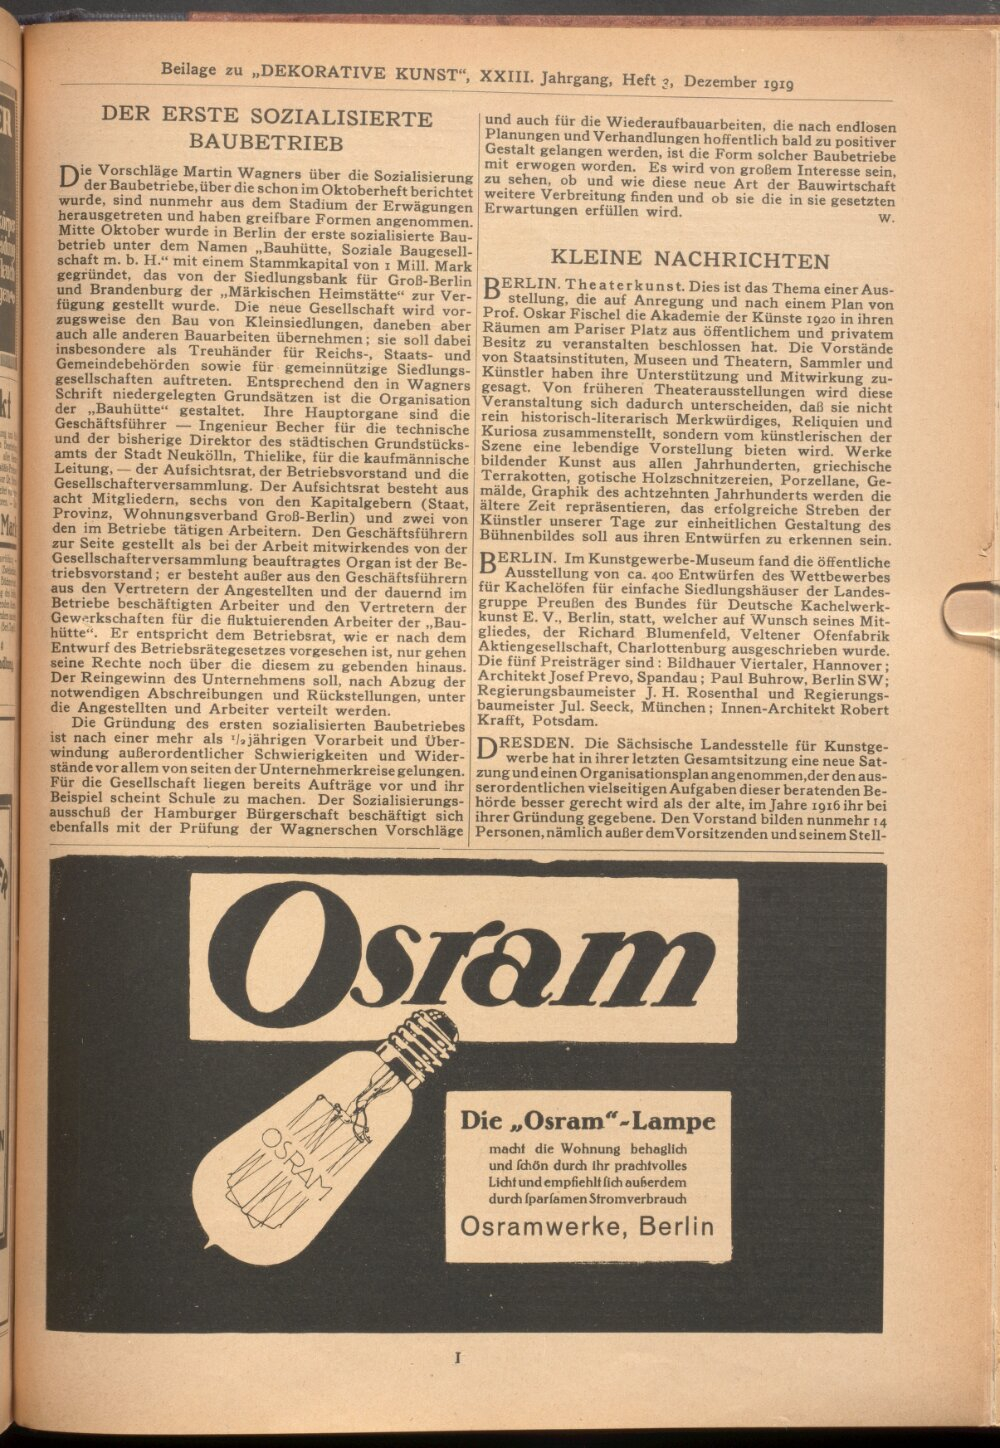 Beilage zu „DEKORATIVE KUNST“, XXIII. Jahrgang, Heft 3, Dezember 1919
DER ERSTE SOZIALISIERTE
BAUBETRIEB
Die Vorschläge Martin Wagners über die Sozialisierung
der Baubetriebe, über die schon im Oktoberheft berichtet
wurde, sind nunmehr aus dem Stadium der Erwägungen
herausgetreten und haben greifbare Formen angenommen.
Mitte Oktober wurde in Berlin der erste sozialisierte Bau-
betrieb unter dem Namen „Bauhütte, Soziale Baugesell-
schaft m. b. H.“ mit einem Stammkapital von 1 Mill. Mark
gegründet, das von der Siedlungsbank für Groß-Berlin
und Brandenburg der „Märkischen Heimstätte“ zur Ver-
fügung gestellt wurde. Die neue Gesellschaft wird vor-
zugsweise den Bau von Kleinsiedlungen, daneben aber
auch alle anderen Bauarbeiten übernehmen; sie soll dabei
insbesondere als Treuhänder für Reichs-, Staats- und
Gemeindebehörden sowie für gemeinnützige Siedlungs-
gesellschaften auftreten. Entsprechend den in Wagners
Schrift niedergelegten Grundsätzen ist die Organisation
der „Bauhütte“ gestaltet. Ihre Hauptorgane sind die
Geschäftsführer — Ingenieur Becher für die technische
und der bisherige Direktor des städtischen Grundstücks-
amts der Stadt Neukölln, Thielike, für die kaufmännische
Leitung, — der Aufsichtsrat, der Betriebsvorstand und die
Gesellschafterversammlung. Der Aufsichtsrat besteht aus
acht Mitgliedern, sechs von den Kapitalgebern (Staat,
Provinz, Wohnungsverband Groß-Berlin) und zwei von
den im Betriebe tätigen Arbeitern. Den Geschäftsführern
zur Seite gestellt als bei der Arbeit mitwirkendes von der
Gesellschafterversammlung beauftragtes Organ ist der Be-
triebsvorstand; er besteht außer aus den Geschäftsführern
aus den Vertretern der Angestellten und der dauernd im
Betriebe beschäftigten Arbeiter und den Vertretern der
Gewerkschaften für die fluktuierenden Arbeiter der „Bau-
hütte“. Er entspricht dem Betriebsrat, wie er nach dem
Entwurf des Betriebsrätegesetzes vorgesehen ist, nur gehen
seine Rechte noch über die diesem zu gebenden hinaus.
Der Reingewinn des Unternehmens soll, nach Abzug der
notwendigen Abschreibungen und Rückstellungen, unter
die Angestellten und Arbeiter verteilt werden.
Die Gründung des ersten sozialisierten Baubetriebes
ist nach einer mehr als ½jährigen Vorarbeit und Über-
windung außerordentlicher Schwierigkeiten und Wider-
stände vor allem von seiten der Unternehmerkreise gelungen.
Für die Gesellschaft liegen bereits Aufträge vor und ihr
Beispiel scheint Schule zu machen. Der Sozialisierungs-
ausschuß der Hamburger Bürgerschaft beschäftigt sich
ebenfalls mit der Prüfung der Wagnerschen Vorschläge
und auch für die Wiederaufbauarbeiten, die nach endlosen
Planungen und Verhandlungen hoffentlich bald zu positiver
Gestalt gelangen werden, ist die Form solcher Baubetriebe
mit erwogen worden. Es wird von großem Interesse sein,
zu sehen, ob und wie diese neue Art der Bauwirtschaft
weitere Verbreitung finden und ob sie die in sie gesetzten
Erwartungen erfüllen wird. W.
KLEINE NACHRICHTEN
BERLIN. Theaterkunst. Dies ist das Thema einer Aus-
stellung, die auf Anregung und nach einem Plan von
Prof. Oskar Fischel die Akademie der Künste 1920 in ihren
Räumen am Pariser Platz aus öffentlichem und privatem
Besitz zu veranstalten beschlossen hat. Die Vorstände
von Staatsinstituten, Museen und Theatern, Sammler und
Künstler haben ihre Unterstützung und Mitwirkung zu-
gesagt. Von früheren Theaterausstellungen wird diese
Veranstaltung sich dadurch unterscheiden, daß sie nicht
rein historisch-literarisch Merkwürdiges, Reliquien und
Kuriosa zusammenstellt, sondern vom künstlerischen der
Szene eine lebendige Vorstellung bieten wird. Werke
bildender Kunst aus allen Jahrhunderten, griechische
Terrakotten, gotische Holzschnitzereien, Porzellane, Ge-
mälde, Graphik des achtzehnten Jahrhunderts werden die
ältere Zeit repräsentieren, das erfolgreiche Streben der
Künstler unserer Tage zur einheitlichen Gestaltung des
Bühnenbildes soll aus ihren Entwürfen zu erkennen sein.
BERLIN. Im Kunstgewerbe-Museum fand die öffentliche
Ausstellung von ca. 400 Entwürfen des Wettbewerbes
für Kachelöfen für einfache Siedlungshäuser der Landes-
gruppe Preußen des Bundes für Deutsche Kachelwerk-
kunst E. V., Berlin, statt, welcher auf Wunsch seines Mit-
gliedes, der Richard Blumenfeld, Veltener Ofenfabrik
Aktiengesellschaft, Charlottenburg ausgeschrieben wurde.
Die fünf Preisträger sind: Bildhauer Viertaler, Hannover;
Architekt Josef Prevo, Spandau; Paul Buhrow, Berlin SW;
Regierungsbaumeister J. H. Rosenthal und Regierungs-
baumeister Jul. Seeck, München; Innen-Architekt Robert
Krafft, Potsdam.
DRESDEN. Die Sächsische Landesstelle für Kunstge-
werbe hat in ihrer letzten Gesamtsitzung eine neue Sat-
zung und einen Organisationsplan angenommen, der den aus-
serordentlichen vielseitigen Aufgaben dieser beratenden Be-
hörde besser gerecht wird als der alte, im Jahre 1916 ihr bei
ihrer Gründung gegebene. Den Vorstand bilden nunmehr 14
Personen, nämlich außer dem Vorsitzenden und seinem Stell-
Osram
OSRAM
Die „Osram“-Lampe
macht die Wohnung behaglich
und schön durch ihr prachtvolles
Licht und empfiehlt sich außerdem
durch sparsamen Stromverbrauch
Osramwerke, Berlin
I